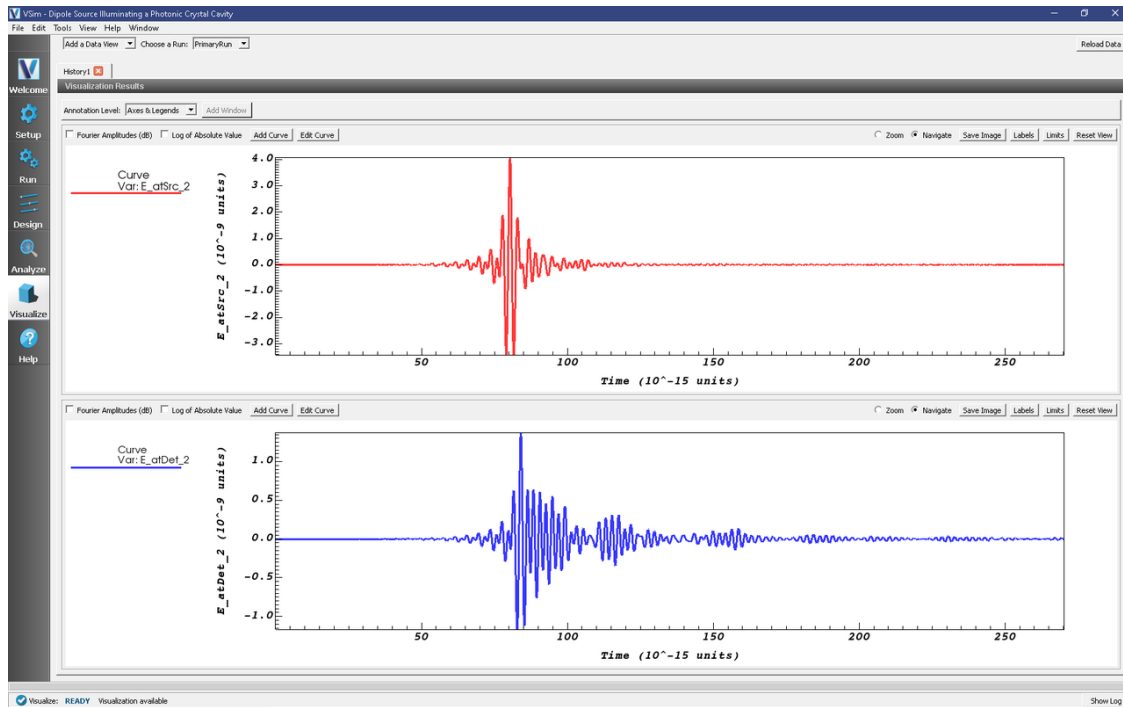 VSim - Dipole Source Illuminating a Photonic Crystal Cavity
File Edit Tools View Help Window
Add a Data View Choose a Run: PrimaryRun Reload Data
History1
Visualization Results
Annotation Level: Axes & Legends Add Window
Welcome
Setup
Run
Design
Analyze
Visualize
Help
Fourier Amplitudes (dB) Log of Absolute Value Add Curve Edit Curve Zoom Navigate Save Image Labels Limits Reset View
Curve
Var: E_atSrc_2
E_atSrc_2 (10^-9 units)
4.0
3.0
2.0
1.0
0.0
-1.0
-2.0
-3.0
50 100 150 200 250
Time (10^-15 units)
Fourier Amplitudes (dB) Log of Absolute Value Add Curve Edit Curve Zoom Navigate Save Image Labels Limits Reset View
Curve
Var: E_atDet_2
E_atDet_2 (10^-9 units)
1.0
0.5
0.0
-0.5
-1.0
50 100 150 200 250
Time (10^-15 units)
Visualize: READY Visualization available Show Log